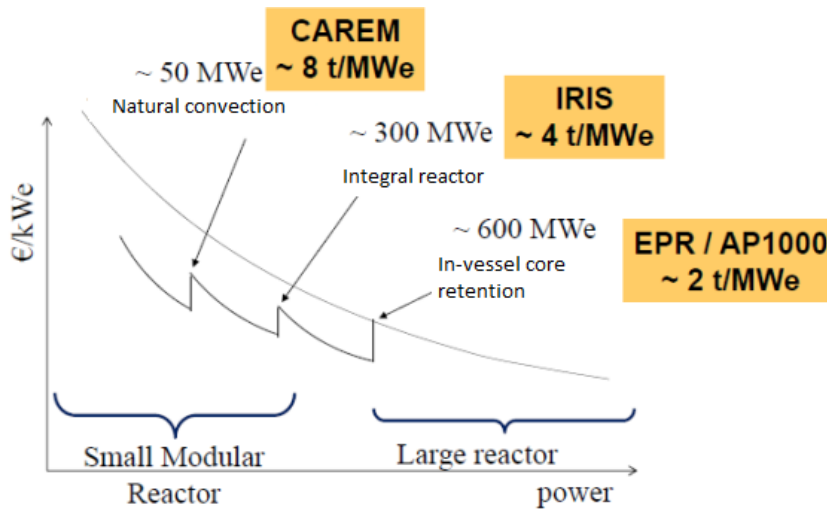 CAREM
~ 8 t/MWe
~ 50 MWe
Natural convection
IRIS
~ 4 t/MWe
~ 300 MWe
Integral reactor
~ 600 MWe
In-vessel core
retention
EPR / AP1000
~ 2 t/MWe
€/kWe
Small Modular
Reactor
Large reactor
power